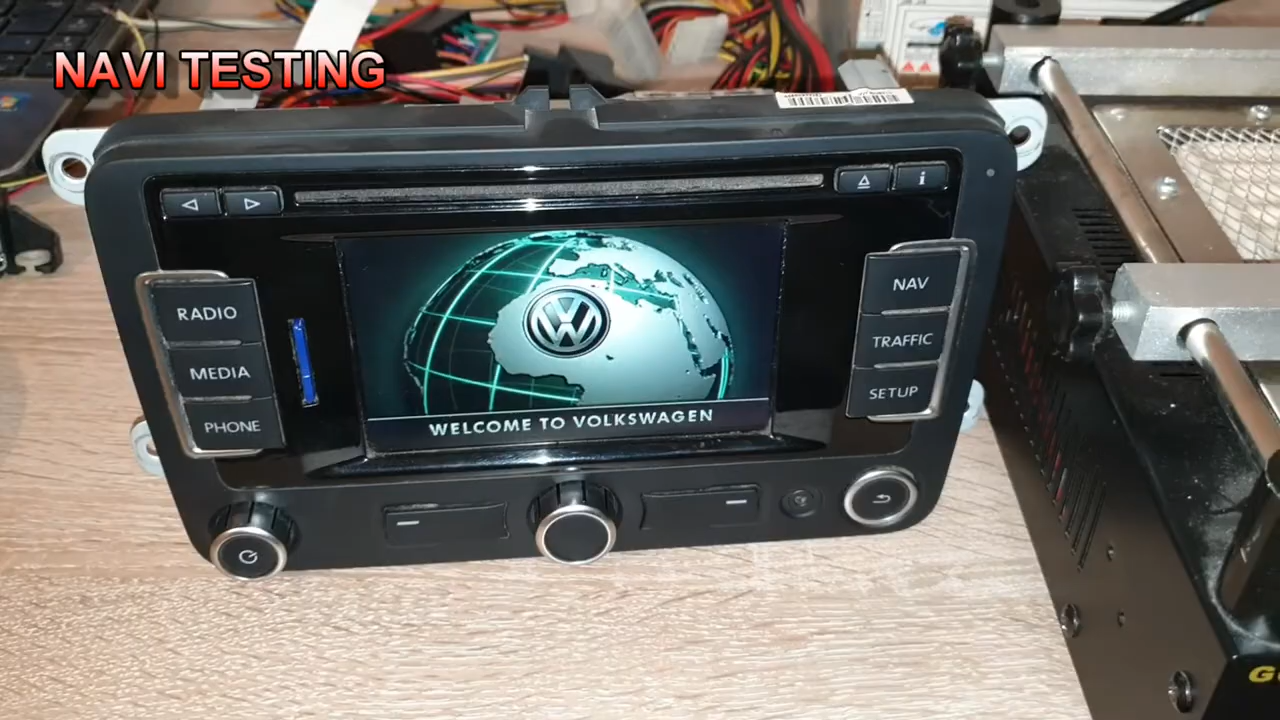 NAVI TESTING
i
RADIO
MEDIA
PHONE
NAV
TRAFFIC
SETUP
WELCOME TO VOLKSWAGEN